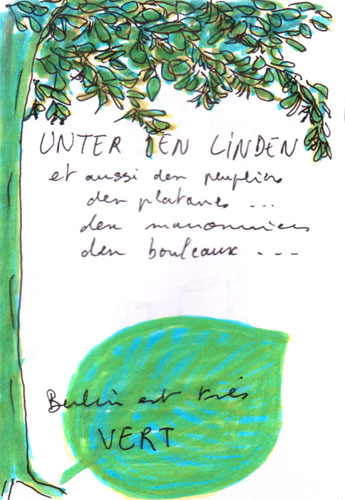 UNTER DEN LINDEN
et aussi des peupliers
des platanes ...
des marronniers
des bouleaux ...
Berlin est très
VERT